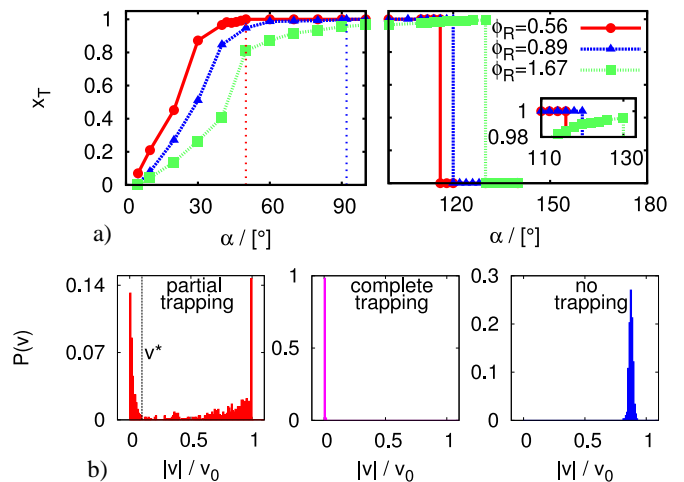 1
0.8
0.6
0.4
0.2
0
x_T
0 30 60 90 120 150 180
α / [°] α / [°]
ϕ_R=0.56
ϕ_R=0.89
ϕ_R=1.67
1
0.98
110 130
a)
0.14
0.07
0
P(v)
partial
trapping
v*
0 0.5 1
|v| / v_0
1
0.5
0
complete
trapping
0 0.5 1
|v| / v_0
0.3
0.2
0.1
0
no
trapping
0 0.5 1
|v| / v_0
b)